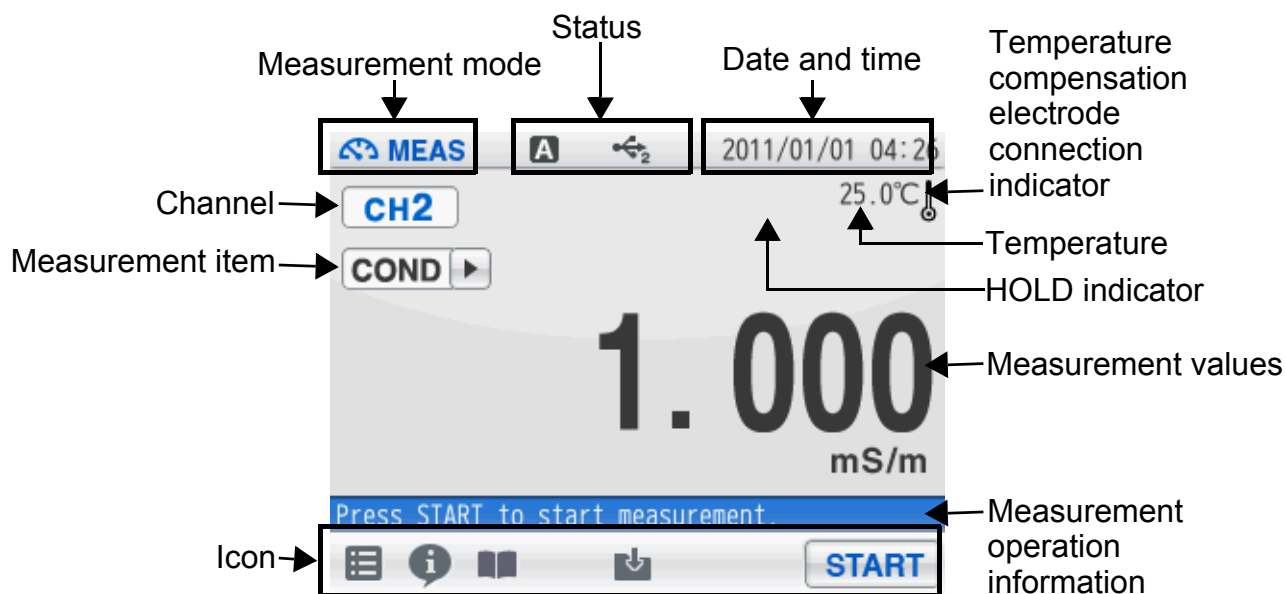 Status
Measurement mode
Date and time
Temperature
compensation
electrode
connection
indicator
MEAS
A
2
2011/01/01 04:26
Channel
CH2
25.0℃
Measurement item
COND
Temperature
HOLD indicator
1.000
Measurement values
mS/m
Press START to start measurement.
Measurement
operation
information
Icon
START